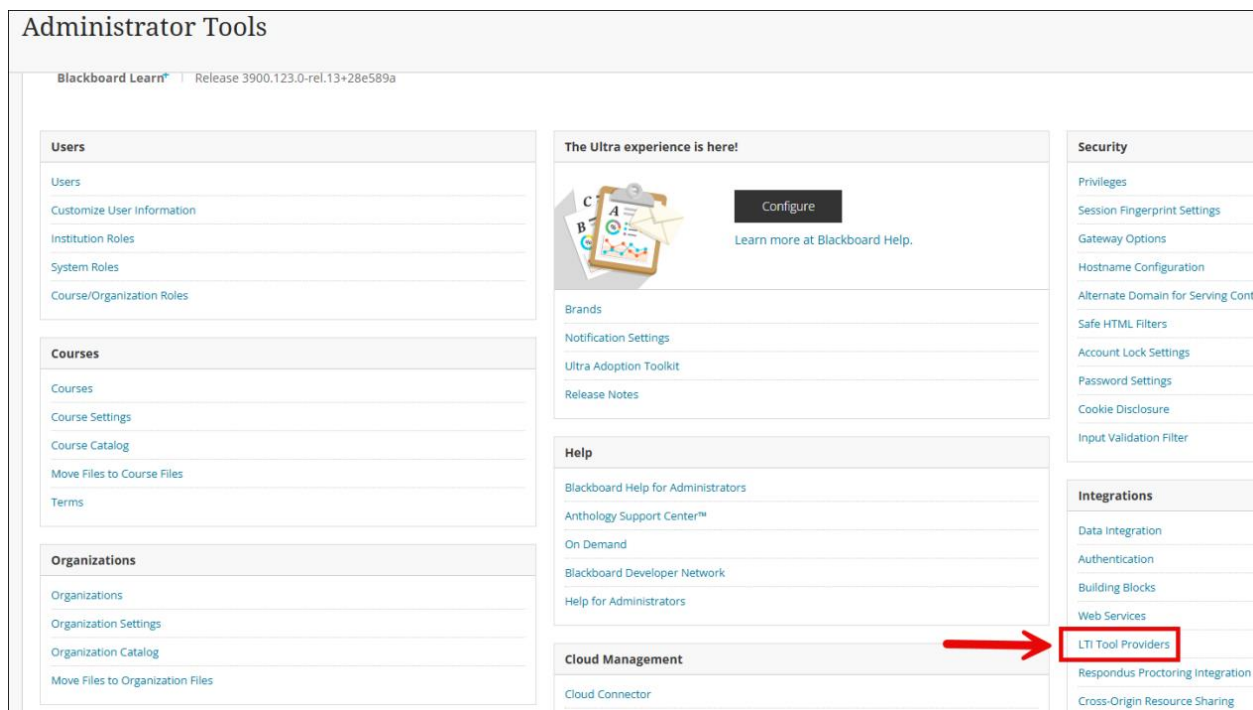 Administrator Tools
Blackboard Learn+ | Release 3900.123.0-rel.13+28e589a
Users
Users
Customize User Information
Institution Roles
System Roles
Course/Organization Roles
Courses
Courses
Course Settings
Course Catalog
Move Files to Course Files
Terms
Organizations
Organizations
Organization Settings
Organization Catalog
Move Files to Organization Files
The Ultra experience is here!
C
A
B
Configure
Learn more at Blackboard Help.
Brands
Notification Settings
Ultra Adoption Toolkit
Release Notes
Help
Blackboard Help for Administrators
Anthology Support Center™
On Demand
Blackboard Developer Network
Help for Administrators
Cloud Management
Cloud Connector
Security
Privileges
Session Fingerprint Settings
Gateway Options
Hostname Configuration
Alternate Domain for Serving Cont
Safe HTML Filters
Account Lock Settings
Password Settings
Cookie Disclosure
Input Validation Filter
Integrations
Data Integration
Authentication
Building Blocks
Web Services
LTI Tool Providers
Respondus Proctoring Integration
Cross-Origin Resource Sharing